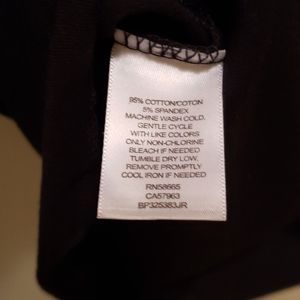 95% COTTON/COTON
5% SPANDEX
MACHINE WASH COLD.
GENTLE CYCLE
WITH LIKE COLORS
ONLY NON-CHLORINE
BLEACH IF NEEDED
TUMBLE DRY LOW.
REMOVE PROMPTLY
COOL IRON IF NEEDED
RN58665
CA57963
BP325383JR